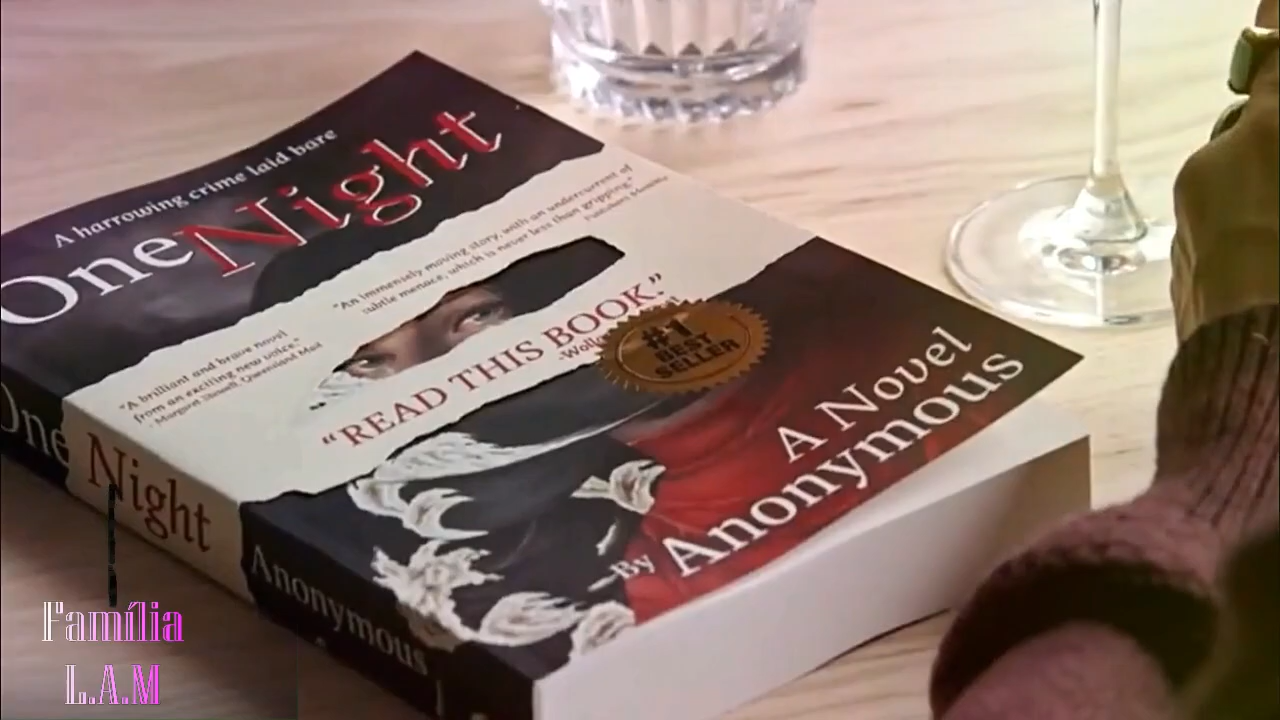 A harrowing crime laid bare
One Night
"An immensely moving story, with an undercurrent of
subtle menace, which is never less than gripping."
"A brilliant and brave novel
from an exciting new voice."
"READ THIS BOOK."
#1
BEST
SELLER
A Novel
By Anonymous
One Night
Anonymous
Família
L.A.M